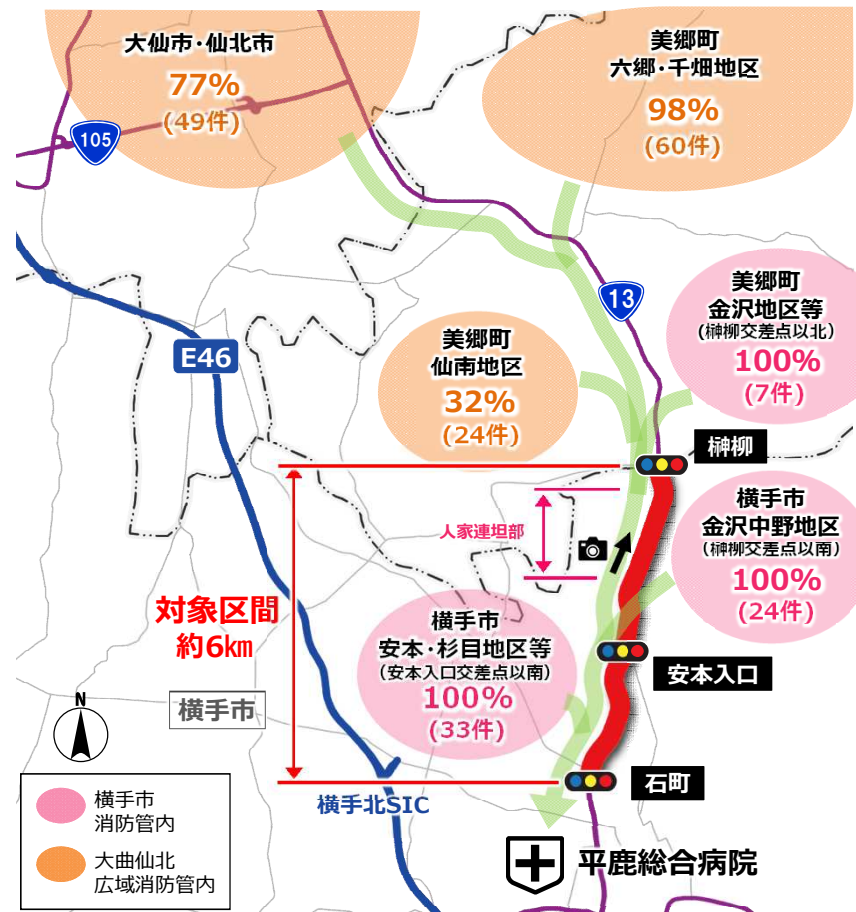 大仙市・仙北市
77%
(49件)
美郷町
六郷・千畑地区
98%
(60件)
105
13
美郷町
金沢地区等
(榊柳交差点以北)
100%
(7件)
E46
美郷町
仙南地区
32%
(24件)
榊柳
人家連坦部
横手市
金沢中野地区
(榊柳交差点以南)
100%
(24件)
対象区間
約6㎞
横手市
安本・杉目地区等
(安本入口交差点以南)
100%
(33件)
安本入口
N
横手市
石町
横手北SIC
横手市
消防管内
大曲仙北
広域消防管内
平鹿総合病院